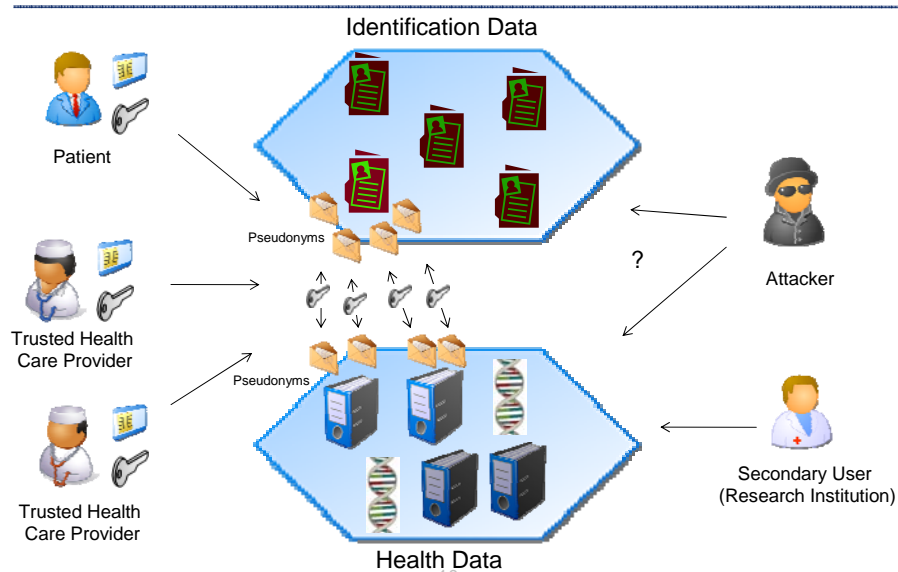 Identification Data
Patient
Pseudonyms
?
Attacker
Trusted Health
Care Provider
Pseudonyms
Trusted Health
Care Provider
Secondary User
(Research Institution)
Health Data